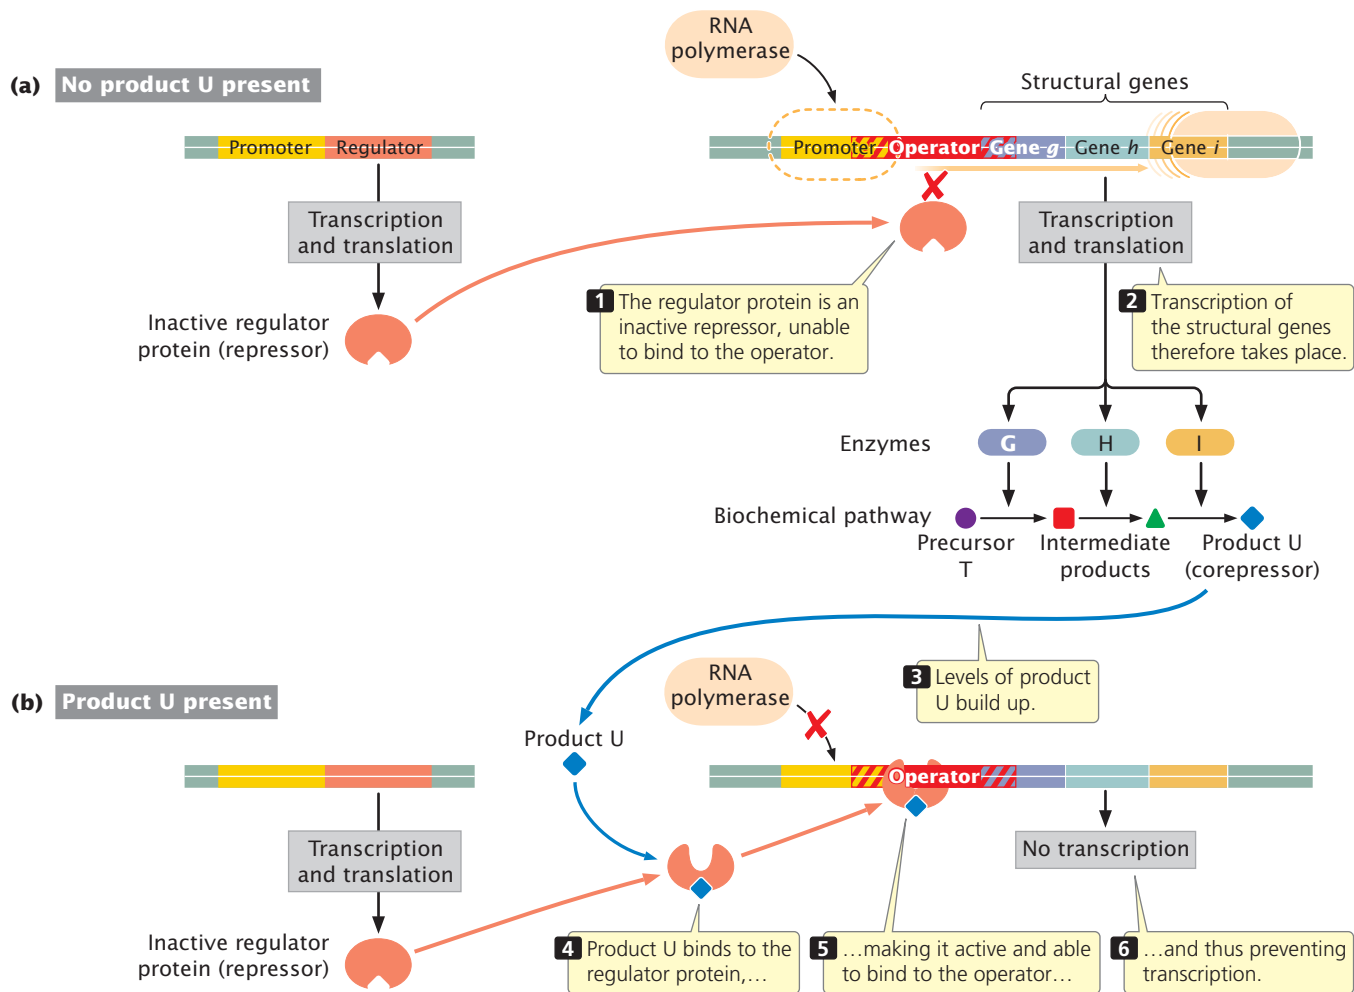 (a) No product U present
RNA
polymerase
Structural genes
Promoter Regulator
Promoter Operator Gene g Gene h Gene i
Transcription
and translation
Inactive regulator
protein (repressor)
1 The regulator protein is an
inactive repressor, unable
to bind to the operator.
Transcription
and translation
2 Transcription of
the structural genes
therefore takes place.
Enzymes G H I
Biochemical pathway
Precursor
T
Intermediate
products
Product U
(corepressor)
3 Levels of product
U build up.
(b) Product U present
RNA
polymerase
Product U
Operator
Transcription
and translation
No transcription
Inactive regulator
protein (repressor)
4 Product U binds to the
regulator protein,...
5 ...making it active and able
to bind to the operator...
6 ...and thus preventing
transcription.